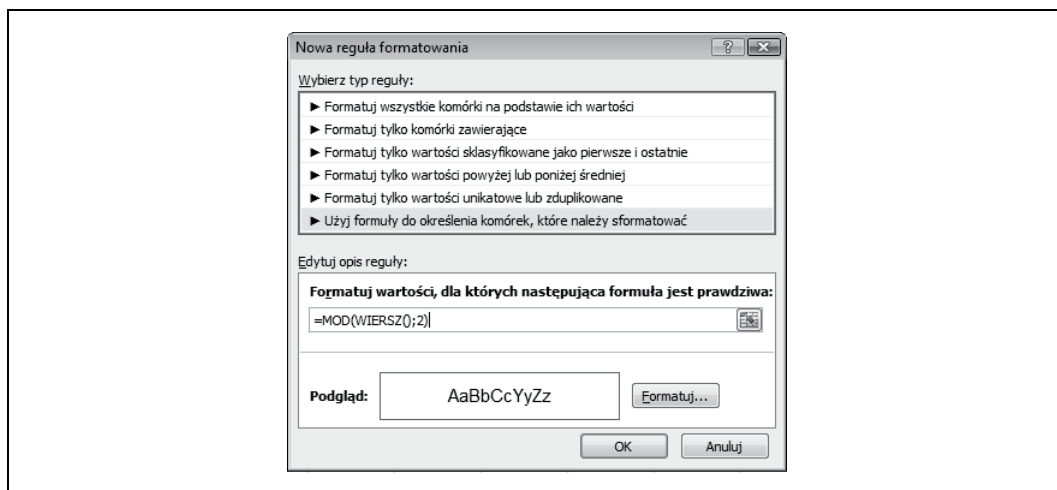 Nowa reguła formatowania
Wybierz typ reguły:
► Formatuj wszystkie komórki na podstawie ich wartości
► Formatuj tylko komórki zawierające
► Formatuj tylko wartości sklasyfikowane jako pierwsze i ostatnie
► Formatuj tylko wartości powyżej lub poniżej średniej
► Formatuj tylko wartości unikatowe lub zduplikowane
► Użyj formuły do określenia komórek, które należy sformatować
Edytuj opis reguły:
Formatuj wartości, dla których następująca formuła jest prawdziwa:
=MOD(WIERSZ();2)
Podgląd: AaBbCcYyZz Formatuj...
OK Anuluj